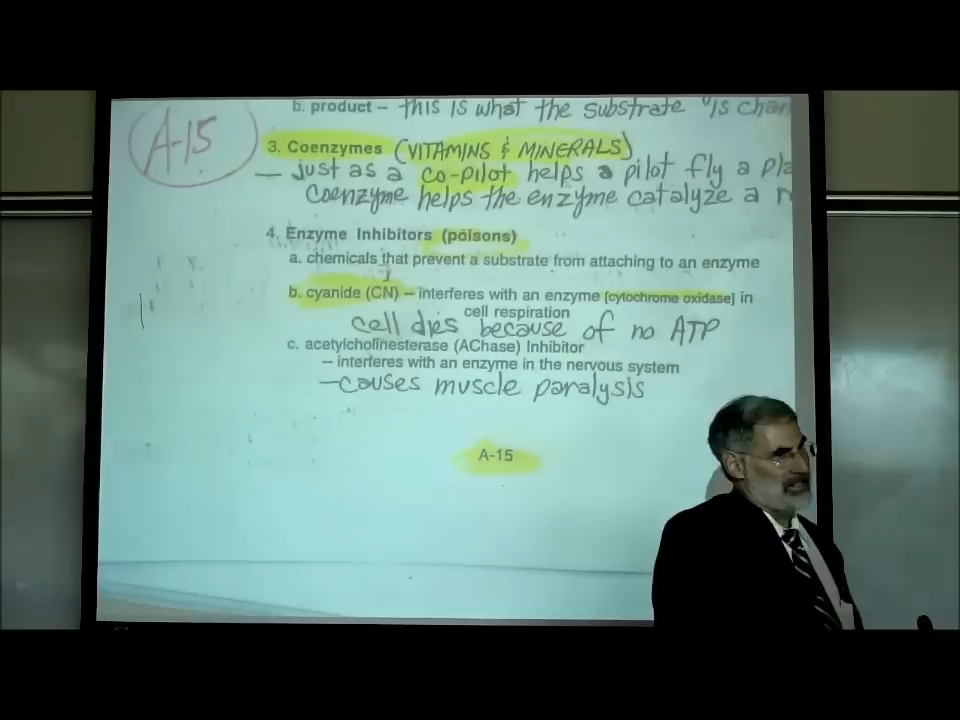 b. product – this is what the substrate "is chan
A-15
3. Coenzymes (VITAMINS & MINERALS)
– just as a co-pilot helps a pilot fly a pla
coenzyme helps the enzyme catalyze a r
4. Enzyme Inhibitors (poisons)
a. chemicals that prevent a substrate from attaching to an enzyme
b. cyanide (CN) – interferes with an enzyme [cytochrome oxidase] in
cell respiration
cell dies because of no ATP
c. acetylcholinesterase (AChase) Inhibitor
– interferes with an enzyme in the nervous system
– causes muscle paralysis
A-15